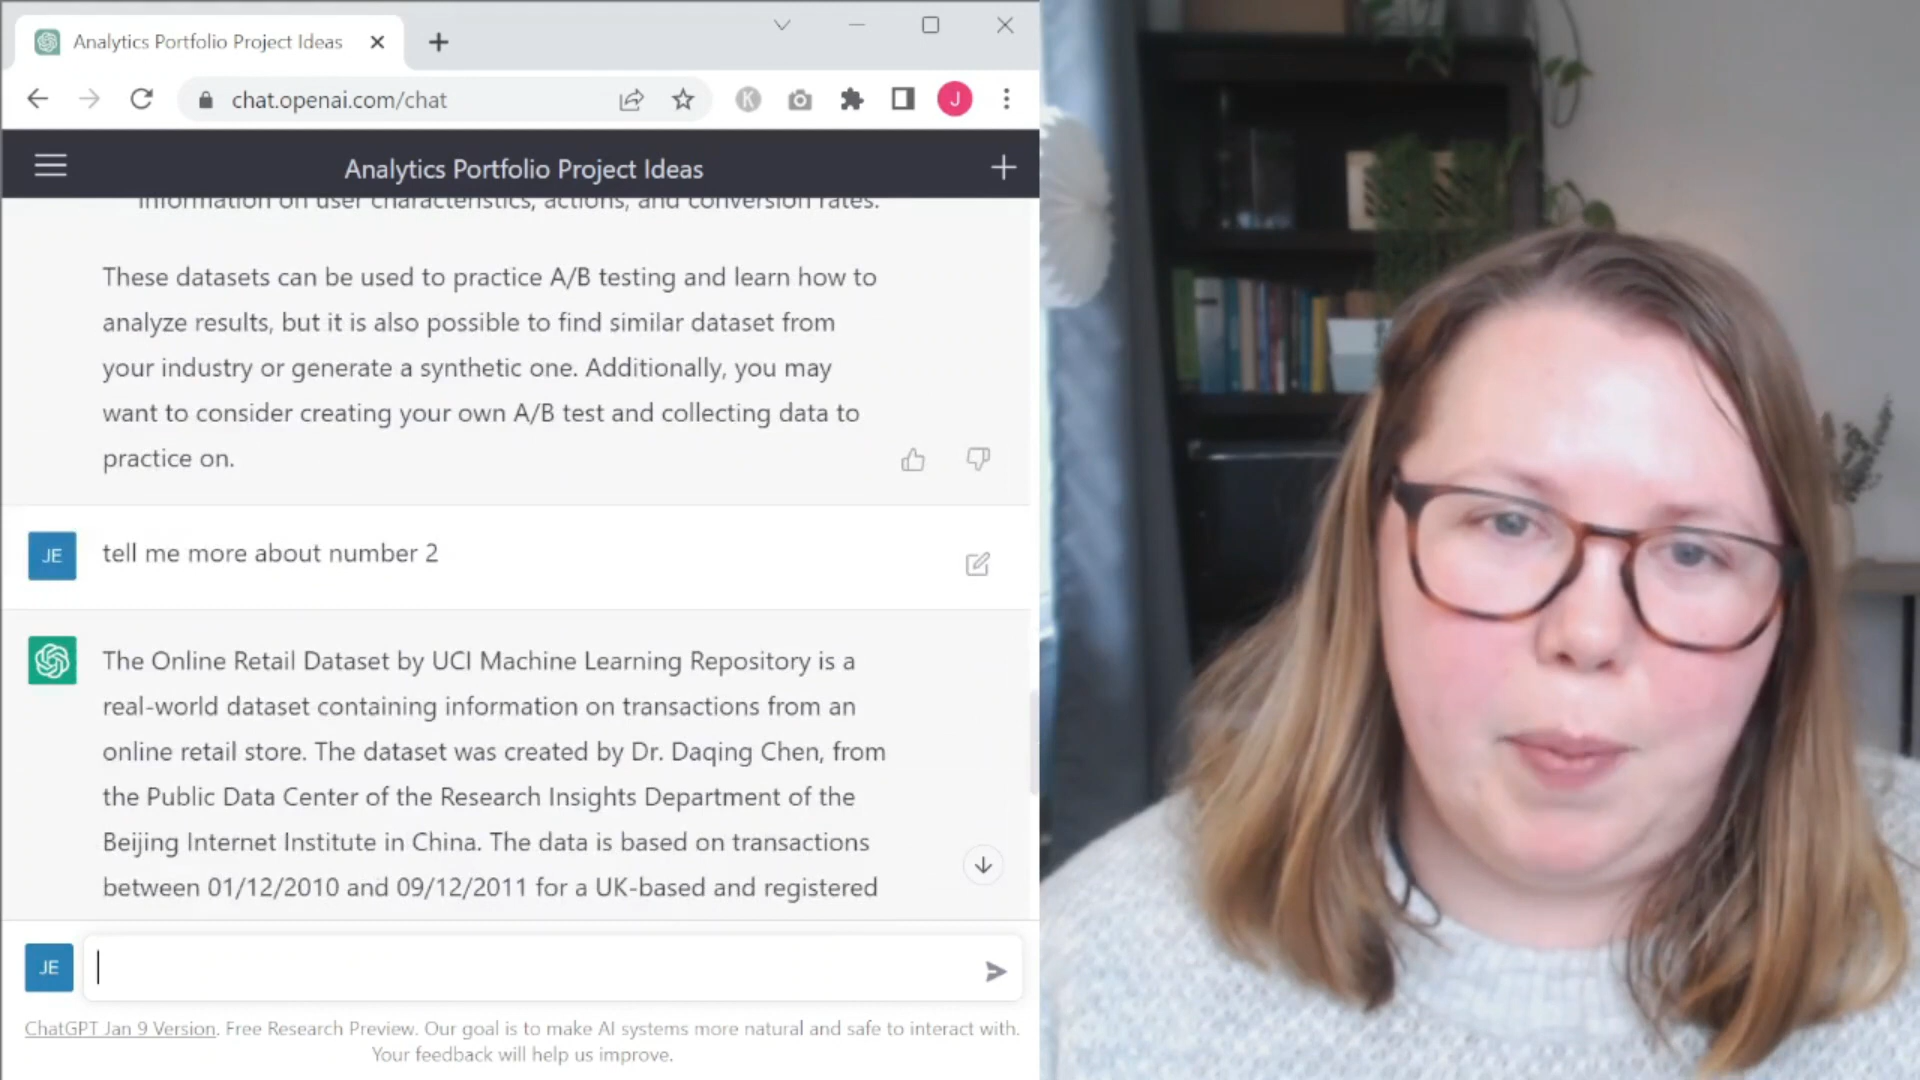 Analytics Portfolio Project Ideas
chat.openai.com/chat
K
J
Analytics Portfolio Project Ideas
information on user characteristics, actions, and conversion rates.
These datasets can be used to practice A/B testing and learn how to
analyze results, but it is also possible to find similar dataset from
your industry or generate a synthetic one. Additionally, you may
want to consider creating your own A/B test and collecting data to
practice on.
JE
tell me more about number 2
The Online Retail Dataset by UCI Machine Learning Repository is a
real-world dataset containing information on transactions from an
online retail store. The dataset was created by Dr. Daqing Chen, from
the Public Data Center of the Research Insights Department of the
Beijing Internet Institute in China. The data is based on transactions
between 01/12/2010 and 09/12/2011 for a UK-based and registered
JE
ChatGPT Jan 9 Version. Free Research Preview. Our goal is to make AI systems more natural and safe to interact with.
Your feedback will help us improve.